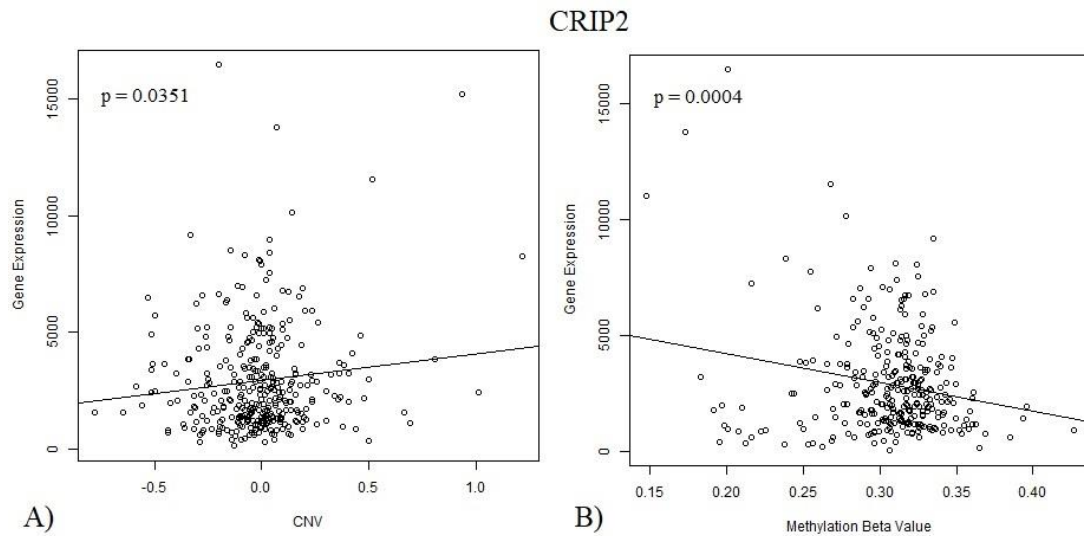 CRIP2
p = 0.0351
Gene Expression
15000
10000
5000
0
-0.5
0.0
0.5
1.0
CNV
A)
p = 0.0004
Gene Expression
15000
10000
5000
0
0.15
0.20
0.25
0.30
0.35
0.40
Methylation Beta Value
B)